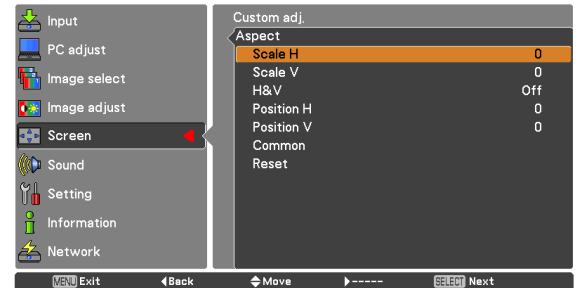 Input
PC adjust
Image select
Image adjust
Screen
Sound
Setting
Information
Network
Custom adj.
Aspect
Scale H 0
Scale V 0
H&V Off
Position H 0
Position V 0
Common
Reset
MENU Exit Back Move ----- SELECT Next